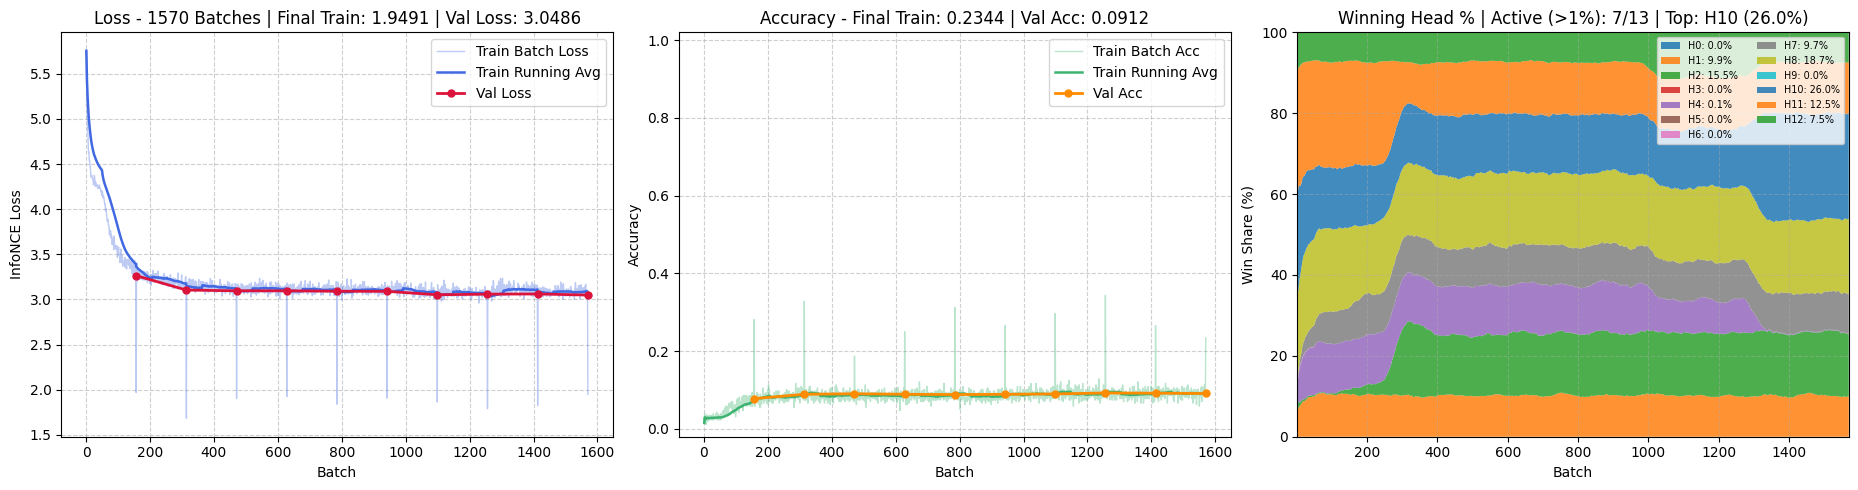 Loss - 1570 Batches | Final Train: 1.9491 | Val Loss: 3.0486
InfoNCE Loss
5.5
5.0
4.5
4.0
3.5
3.0
2.5
2.0
1.5
Train Batch Loss
Train Running Avg
Val Loss
0 200 400 600 800 1000 1200 1400 1600
Batch
Accuracy - Final Train: 0.2344 | Val Acc: 0.0912
Accuracy
1.0
0.8
0.6
0.4
0.2
0.0
Train Batch Acc
Train Running Avg
Val Acc
0 200 400 600 800 1000 1200 1400 1600
Batch
Winning Head % | Active (>1%): 7/13 | Top: H10 (26.0%)
Win Share (%)
100
80
60
40
20
0
H0: 0.0%
H1: 9.9%
H2: 15.5%
H3: 0.0%
H4: 0.1%
H5: 0.0%
H6: 0.0%
H7: 9.7%
H8: 18.7%
H9: 0.0%
H10: 26.0%
H11: 12.5%
H12: 7.5%
200 400 600 800 1000 1200 1400
Batch